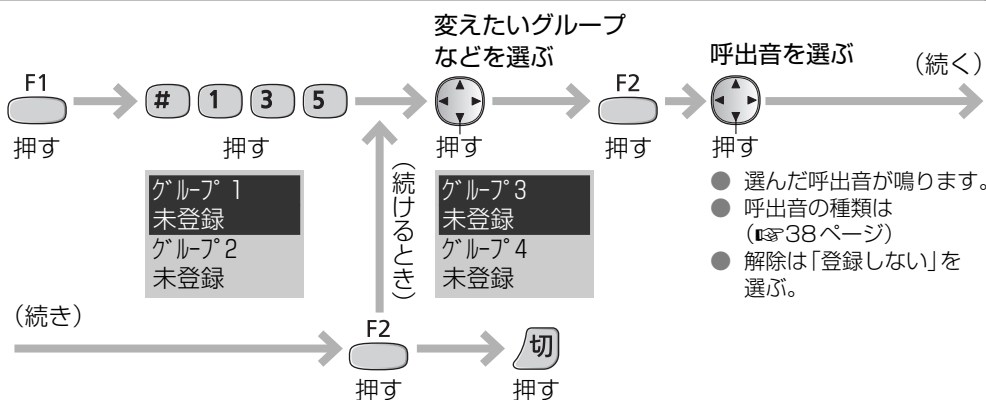 変えたいグループ
などを選ぶ
呼出音を選ぶ
(続く)
F1
# 1 3 5
F2
押す
押す
押す
押す
押す
グループ 1
未登録
グループ 2
未登録
(続けるとき)
グループ 3
未登録
グループ 4
未登録
● 選んだ呼出音が鳴ります。
● 呼出音の種類は
(☞38ページ)
● 解除は「登録しない」を
選ぶ。
(続き)
F2
切
押す
押す